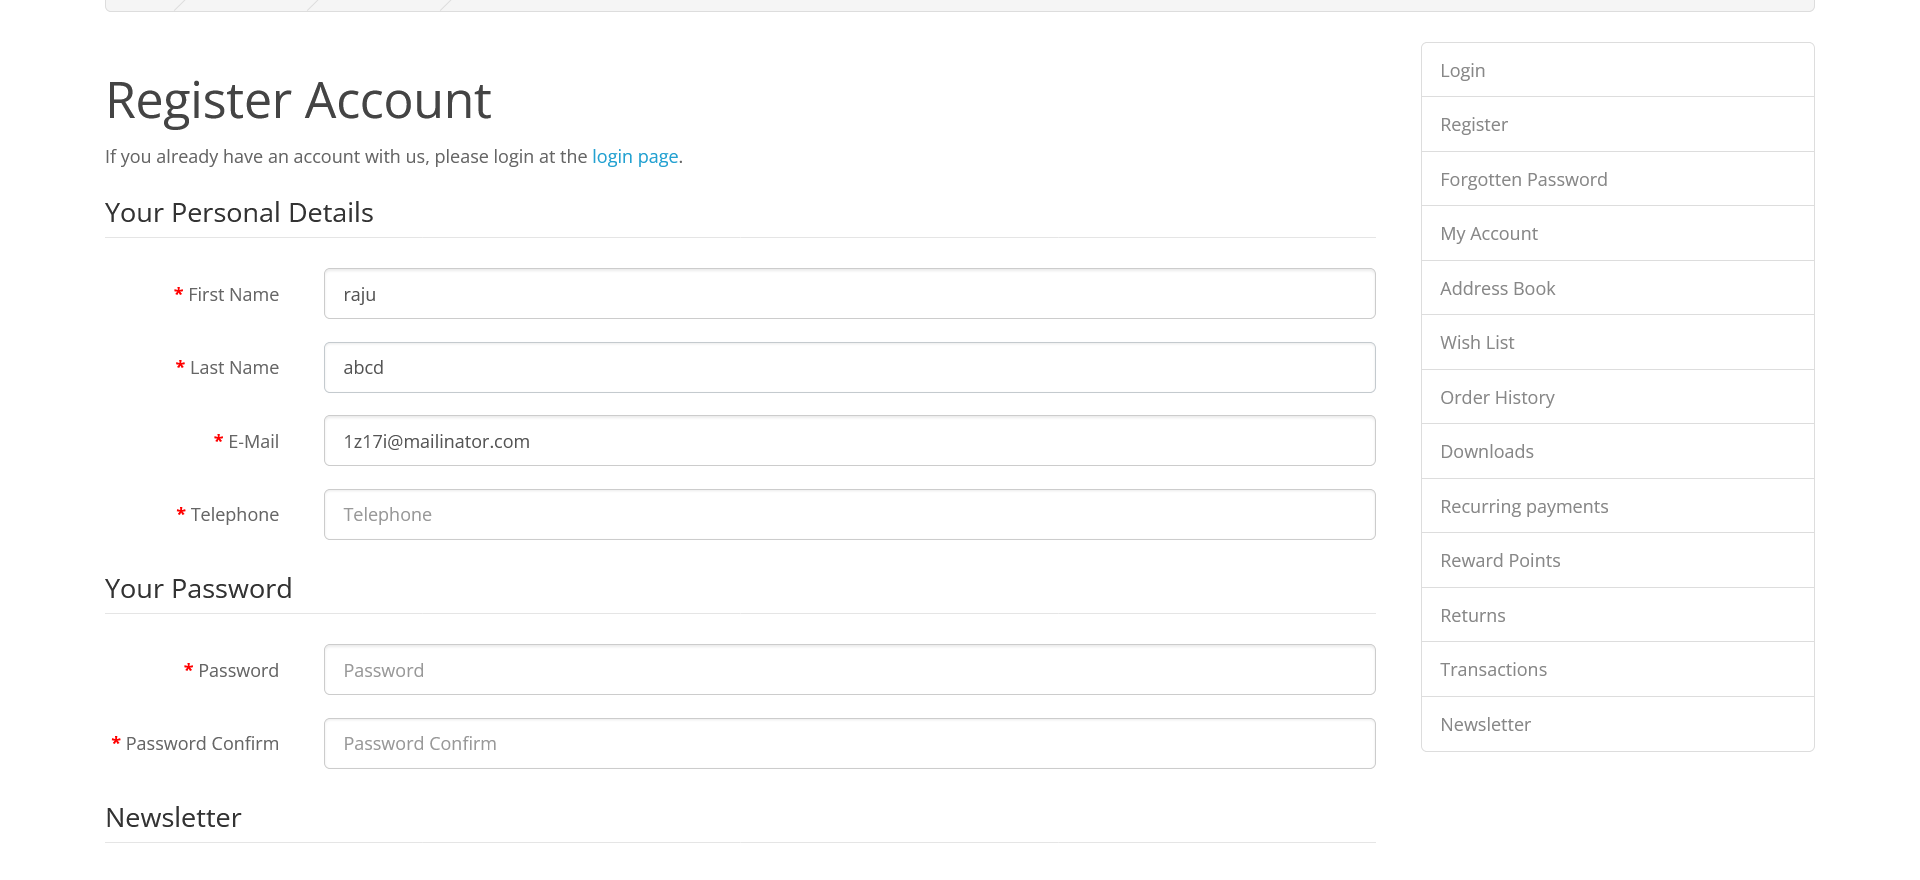 Register Account
If you already have an account with us, please login at the login page.
Your Personal Details
* First Name
raju
* Last Name
abcd
* E-Mail
1z17i@mailinator.com
* Telephone
Telephone
Your Password
* Password
Password
* Password Confirm
Password Confirm
Newsletter
Login
Register
Forgotten Password
My Account
Address Book
Wish List
Order History
Downloads
Recurring payments
Reward Points
Returns
Transactions
Newsletter